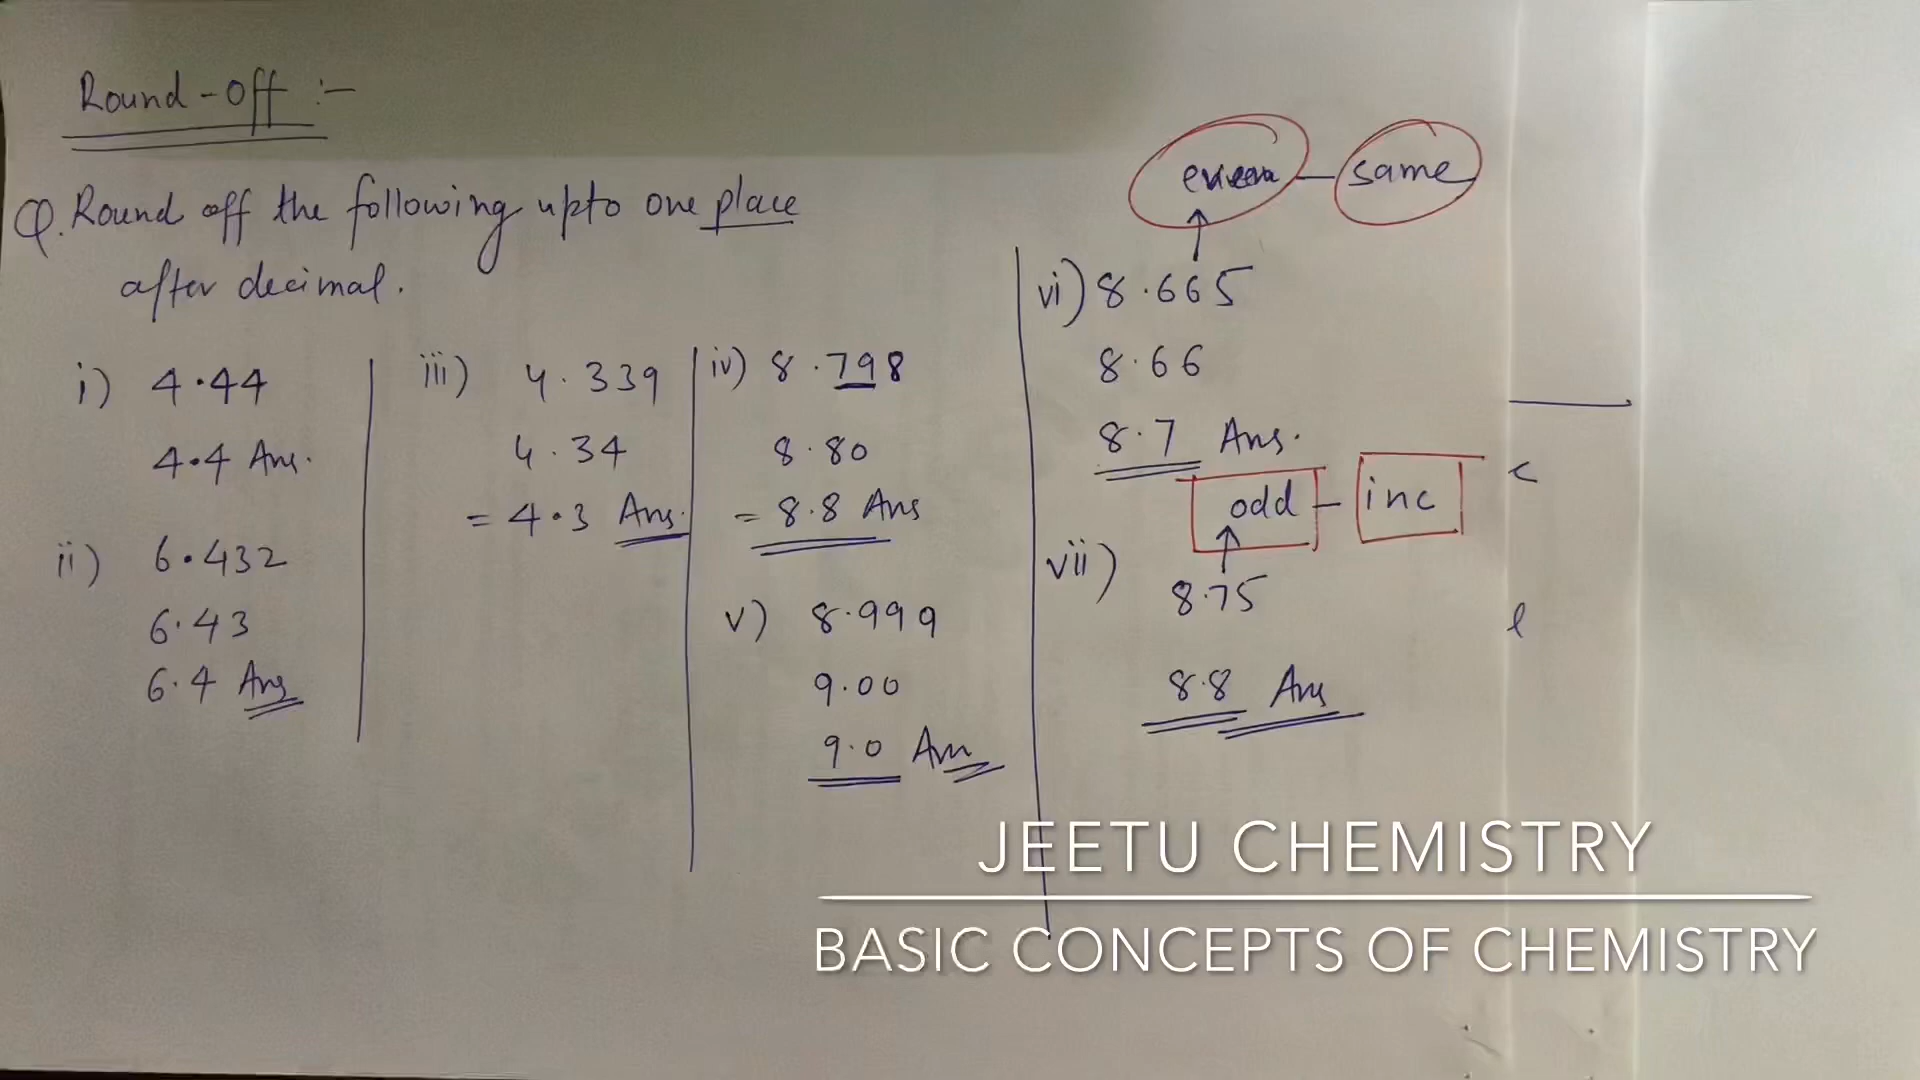 Round-off :-
Q. Round off the following upto one place
after decimal.
i) 4.44
4.4 Ans.
ii) 6.432
6.43
6.4 Ans
iii) 4.339
4.34
= 4.3 Ans.
iv) 8.798
8.80
= 8.8 Ans
v) 8.999
9.00
9.0 Ans
even - same
vi) 8.665
8.66
8.7 Ans.
odd - inc
vii) 8.75
8.8 Ans
JEETU CHEMISTRY
BASIC CONCEPTS OF CHEMISTRY